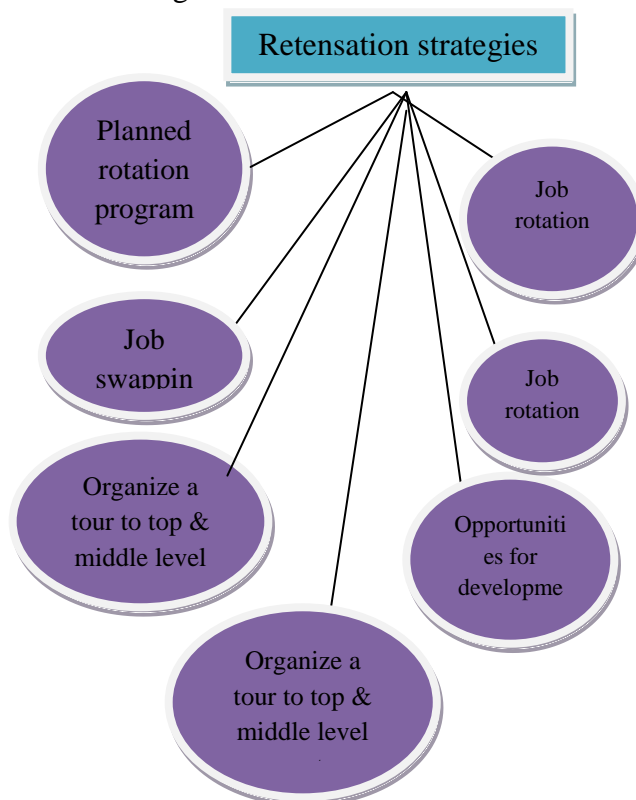 Retensation strategies
Planned
rotation
program
Job
rotation
Job
swappin
Job
rotation
Organize a
tour to top &
middle level
Opportuniti
es for
developme
Organize a
tour to top &
middle level